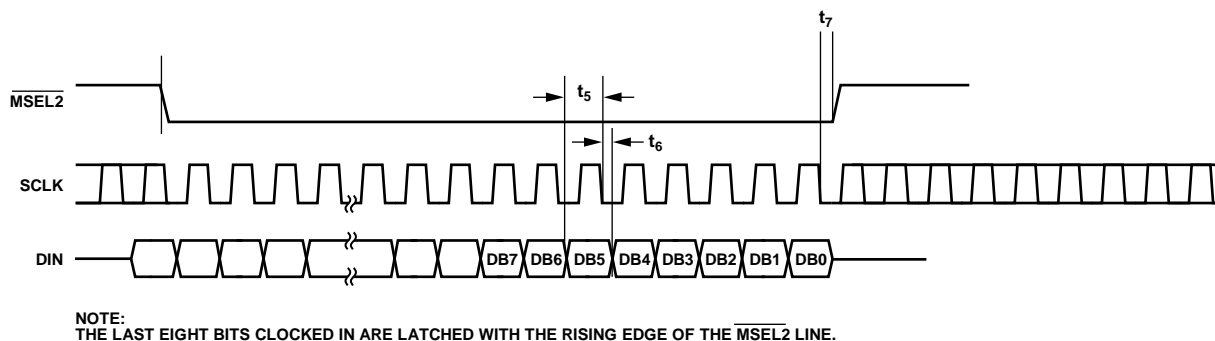 t7
MSEL2
t5
t6
SCLK
DIN
DB7 DB6 DB5 DB4 DB3 DB2 DB1 DB0
NOTE:
THE LAST EIGHT BITS CLOCKED IN ARE LATCHED WITH THE RISING EDGE OF THE MSEL2 LINE.